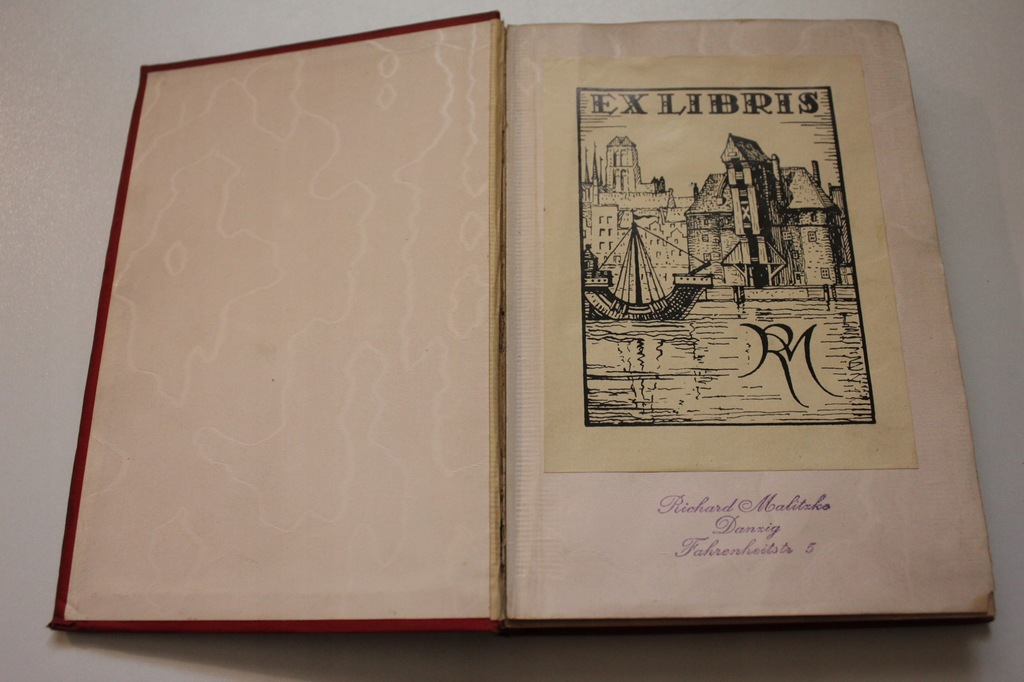 EX LIBRIS
RM
Richard Malitzke
Danzig
Fahrenheitstr 5